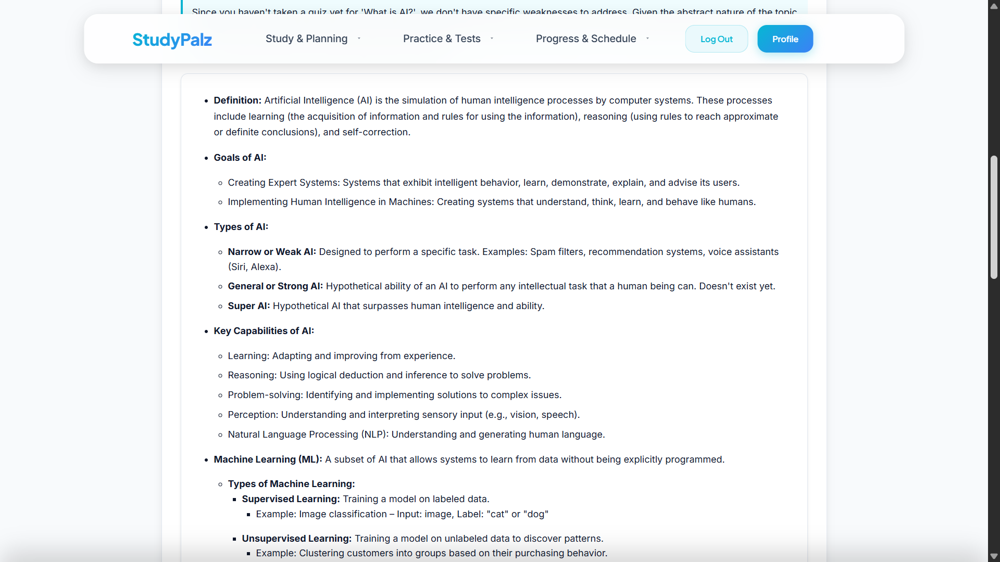 Since you haven't taken a quiz yet for 'What is AI?', we don't have specific weaknesses to address. Given the abstract nature of the topic
StudyPalz
Study & Planning
Practice & Tests
Progress & Schedule
Log Out
Profile
Definition: Artificial Intelligence (AI) is the simulation of human intelligence processes by computer systems. These processes
include learning (the acquisition of information and rules for using the information), reasoning (using rules to reach approximate
or definite conclusions), and self-correction.
Goals of AI:
Creating Expert Systems: Systems that exhibit intelligent behavior, learn, demonstrate, explain, and advise its users.
Implementing Human Intelligence in Machines: Creating systems that understand, think, learn, and behave like humans.
Types of AI:
Narrow or Weak AI: Designed to perform a specific task. Examples: Spam filters, recommendation systems, voice assistants
(Siri, Alexa).
General or Strong AI: Hypothetical ability of an AI to perform any intellectual task that a human being can. Doesn't exist yet.
Super AI: Hypothetical AI that surpasses human intelligence and ability.
Key Capabilities of AI:
Learning: Adapting and improving from experience.
Reasoning: Using logical deduction and inference to solve problems.
Problem-solving: Identifying and implementing solutions to complex issues.
Perception: Understanding and interpreting sensory input (e.g., vision, speech).
Natural Language Processing (NLP): Understanding and generating human language.
Machine Learning (ML): A subset of AI that allows systems to learn from data without being explicitly programmed.
Types of Machine Learning:
Supervised Learning: Training a model on labeled data.
Example: Image classification – Input: image, Label: "cat" or "dog"
Unsupervised Learning: Training a model on unlabeled data to discover patterns.
Example: Clustering customers into groups based on their purchasing behavior.